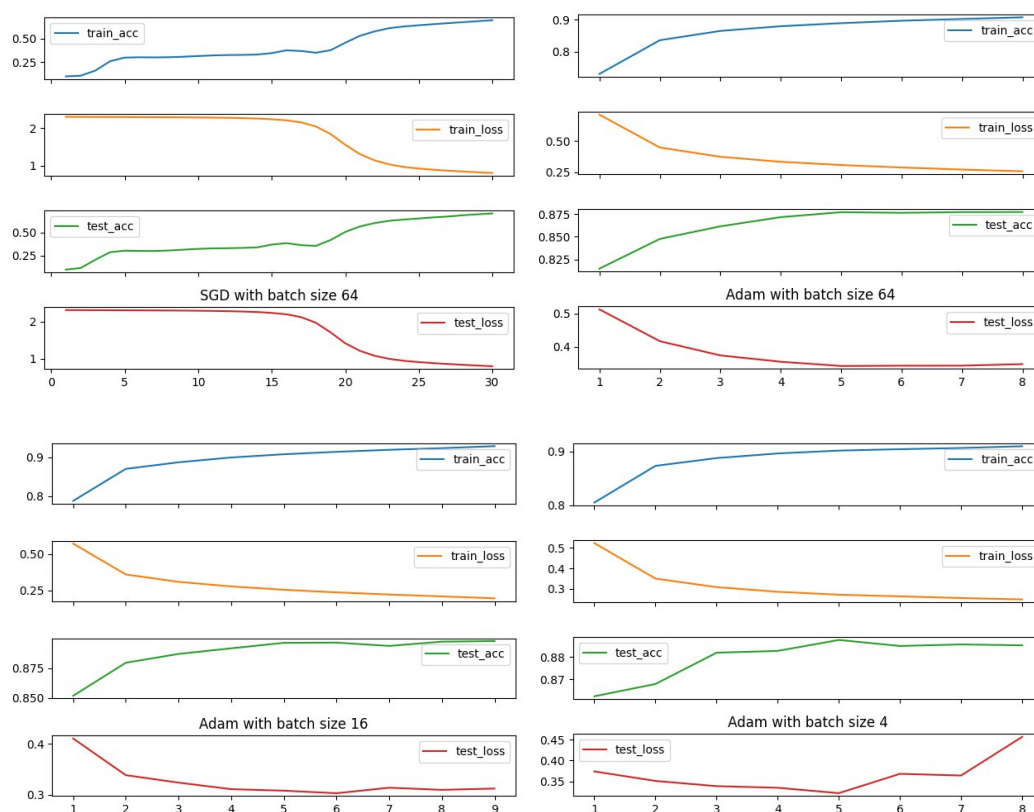 0.50
0.25
train_acc
2
1
train_loss
0.50
0.25
test_acc
SGD with batch size 64
2
1
test_loss
0 5 10 15 20 25 30
0.9
0.8
train_acc
0.50
0.25
train_loss
0.875
0.850
0.825
test_acc
Adam with batch size 64
0.5
0.4
test_loss
1 2 3 4 5 6 7 8
0.9
0.8
train_acc
0.50
0.25
train_loss
0.875
0.850
test_acc
Adam with batch size 16
0.4
0.3
test_loss
1 2 3 4 5 6 7 8 9
0.9
0.8
train_acc
0.5
0.4
0.3
train_loss
0.88
0.87
test_acc
Adam with batch size 4
0.45
0.40
0.35
test_loss
1 2 3 4 5 6 7 8